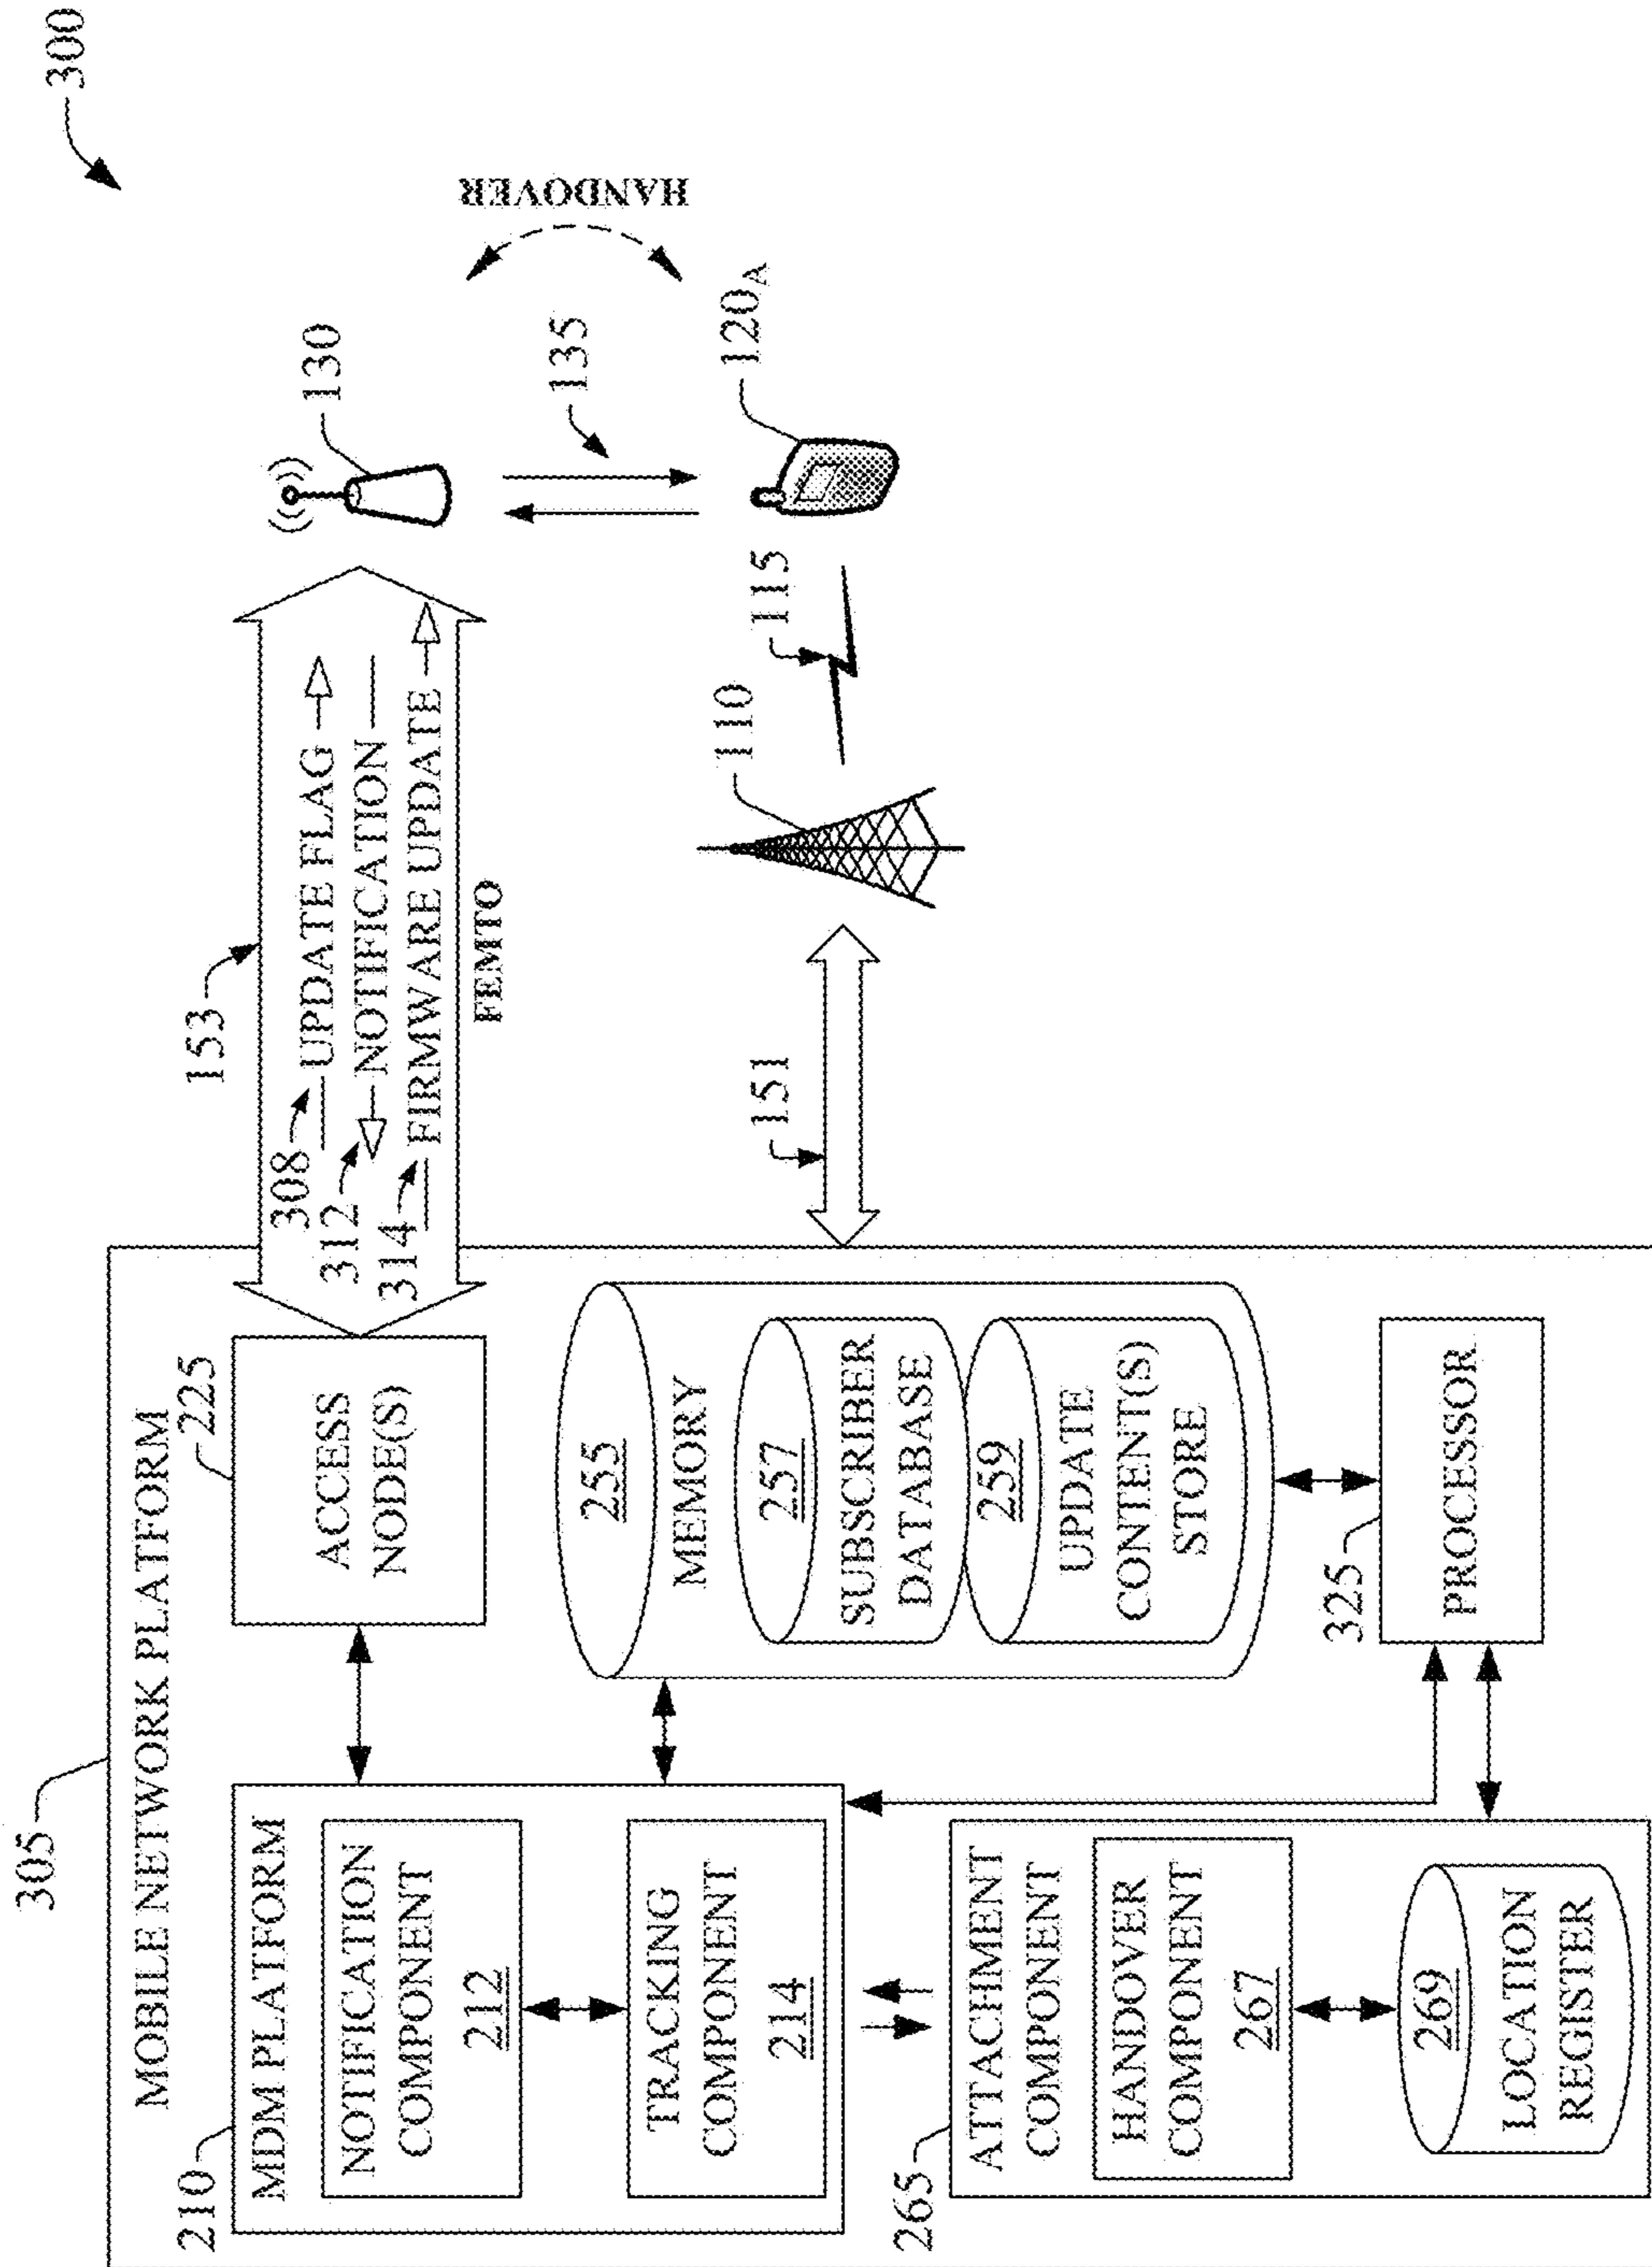 300
305
MOBILE NETWORK PLATFORM
210
MDM PLATFORM
NOTIFICATION
COMPONENT
212
TRACKING
COMPONENT
214
265
ATTACHMENT
COMPONENT
HANDOVER
COMPONENT
267
269
LOCATION
REGISTER
225
ACCESS
NODE(S)
255
MEMORY
257
SUBSCRIBER
DATABASE
259
UPDATE
CONTENT(S)
STORE
325
PROCESSOR
153
308
UPDATE FLAG
312
NOTIFICATION
314
FIRMWARE UPDATE
FEMTO
151
110
115
130
135
120A
HANDOVER